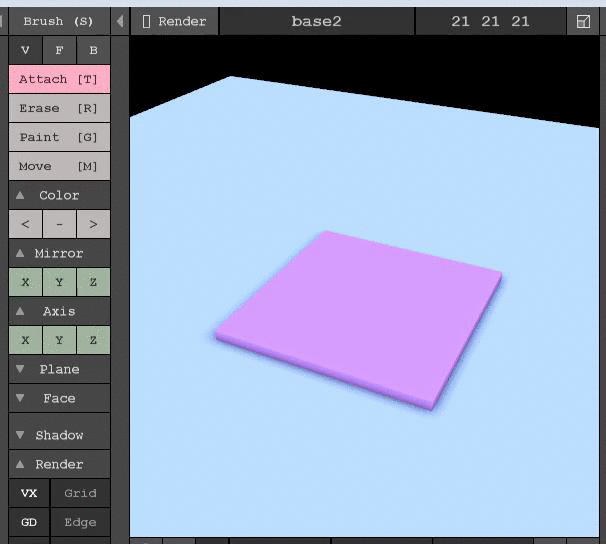 Brush (S)
Render
base2
21 21 21
V F B
Attach [T]
Erase [R]
Paint [G]
Move [M]
Color
< - >
Mirror
X Y Z
Axis
X Y Z
Plane
Face
Shadow
Render
VX Grid
GD Edge